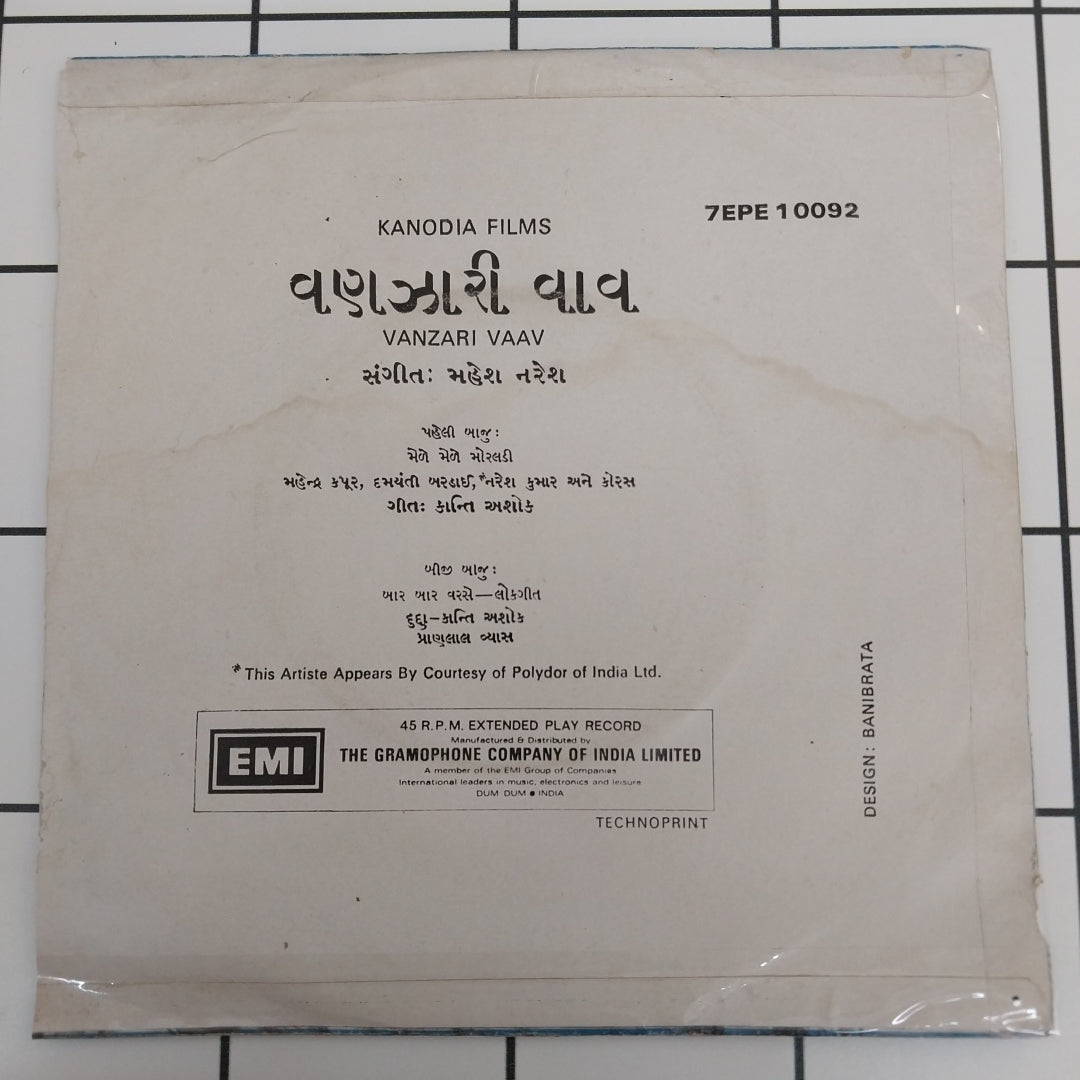 KANODIA FILMS
7EPE 10092
વણઝારી વાવ
VANZARI VAAV
સંગીતઃ મહેશ નરેશ
પહેલી બાજુઃ
મેળે મેળે મોરલડી
મહેન્દ્ર કપૂર, દમયંતી બરડાઈ, *નરેશ કુમાર અને કોરસ
ગીતઃ કાન્તિ અશોક
બીજી બાજુઃ
બાર બાર વરસે—લોકગીત
દુહા—કાન્તિ અશોક
પ્રાણલાલ વ્યાસ
*This Artiste Appears By Courtesy of Polydor of India Ltd.
EMI
45 R.P.M. EXTENDED PLAY RECORD
Manufactured & Distributed by
THE GRAMOPHONE COMPANY OF INDIA LIMITED
A member of the EMI Group of Companies
International leaders in music, electronics and leisure
DUM DUM ● INDIA
TECHNOPRINT
DESIGN: BANIBRATA